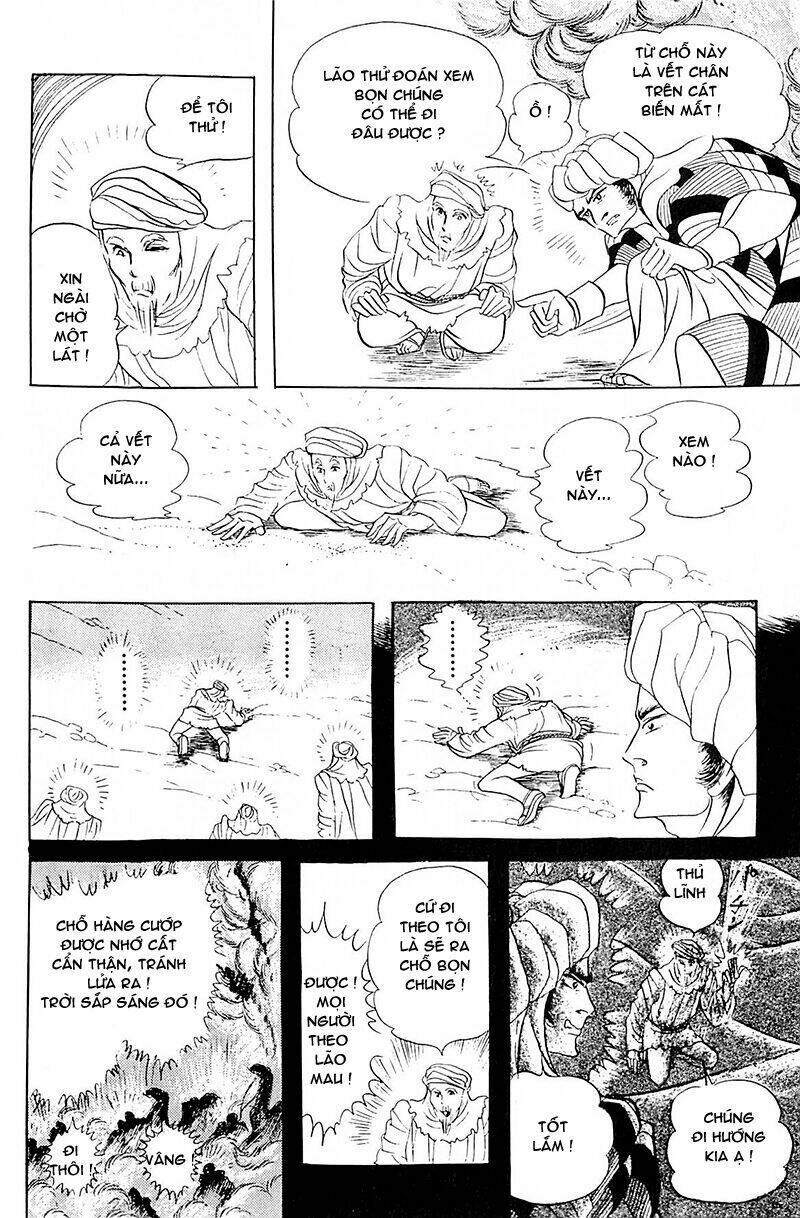 TỪ CHỖ NÀY
LÀ VẾT CHÂN
TRÊN CÁT
BIẾN MẤT !
Ồ !
LÃO THỬ ĐOÁN XEM
BỌN CHÚNG
CÓ THỂ ĐI
ĐÂU ĐƯỢC ?
ĐỂ TÔI
THỬ !
XIN
NGÀI
CHỜ
MỘT
LÁT !
XEM
NÀO !
VẾT
NÀY...
CẢ VẾT
NÀY
NỮA...
THỦ
LĨNH
CHÚNG
ĐI HƯỚNG
KIA Ạ !
TỐT
LẮM !
CỨ ĐI
THEO TÔI
LÀ SẼ RA
CHỖ BỌN
CHÚNG !
ĐƯỢC !
MỌI
NGƯỜI
THEO
LÃO
MAU !
CHỖ HÀNG CƯỚP
ĐƯỢC NHỚ CẤT
CẨN THẬN, TRÁNH
LỬA RA !
TRỜI SẮP SÁNG ĐÓ !
VÂNG !
ĐI
THÔI !